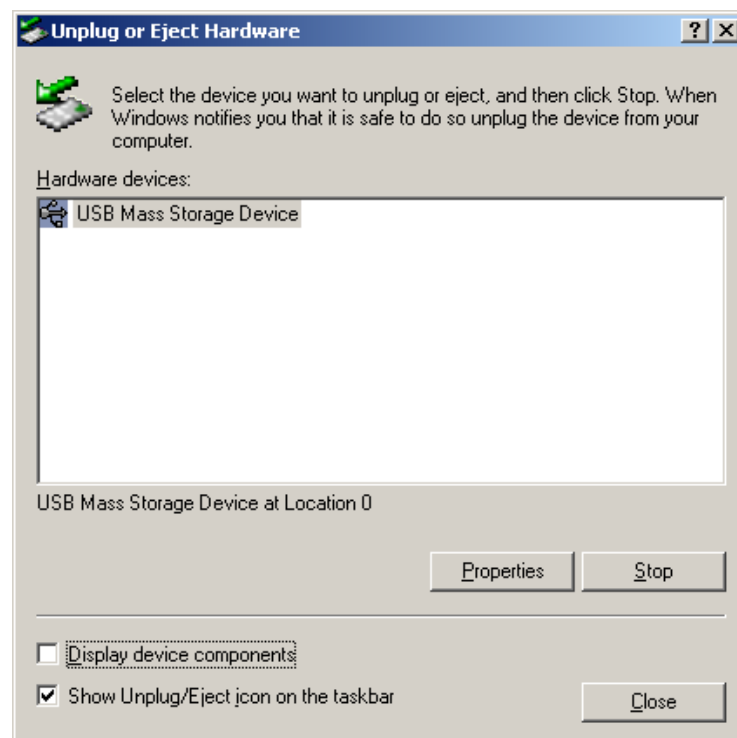 Unplug or Eject Hardware
Select the device you want to unplug or eject, and then click Stop. When
Windows notifies you that it is safe to do so unplug the device from your
computer.
Hardware devices:
USB Mass Storage Device
USB Mass Storage Device at Location 0
Properties
Stop
Display device components
Show Unplug/Eject icon on the taskbar
Close